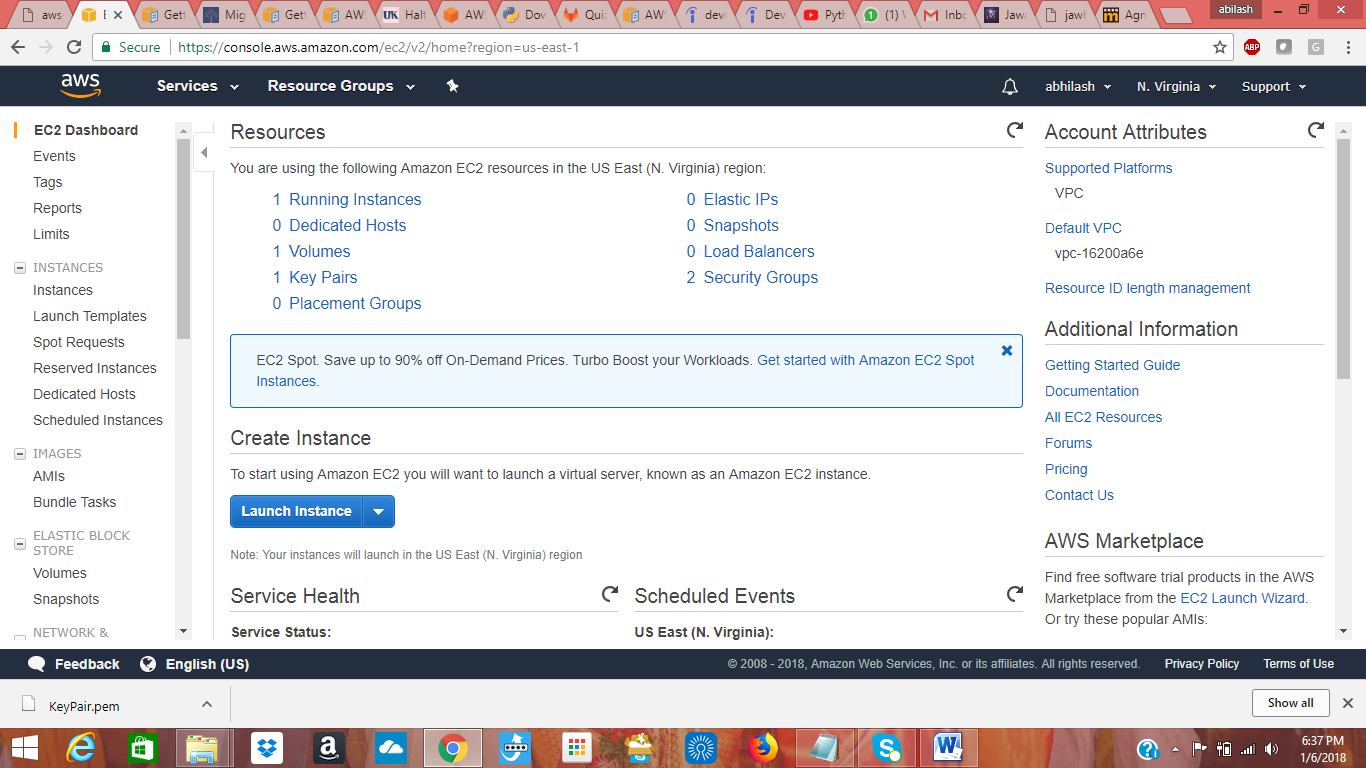 aws
E
Gett
Mig
Gett
AWS
UK Halt
AWS
Dov
Quiz
AWS
devo
Dev
Pyth
(1)
Inbo
Jawa
jawh
Agn
abilash
Secure
https://console.aws.amazon.com/ec2/v2/home?region=us-east-1
ABP
G
aws
Services
Resource Groups
abhilash
N. Virginia
Support
EC2 Dashboard
Events
Tags
Reports
Limits
INSTANCES
Instances
Launch Templates
Spot Requests
Reserved Instances
Dedicated Hosts
Scheduled Instances
IMAGES
AMIs
Bundle Tasks
ELASTIC BLOCK
STORE
Volumes
Snapshots
NETWORK &
Resources
You are using the following Amazon EC2 resources in the US East (N. Virginia) region:
1 Running Instances
0 Elastic IPs
0 Dedicated Hosts
0 Snapshots
1 Volumes
0 Load Balancers
1 Key Pairs
2 Security Groups
0 Placement Groups
EC2 Spot. Save up to 90% off On-Demand Prices. Turbo Boost your Workloads. Get started with Amazon EC2 Spot
Instances.
Create Instance
To start using Amazon EC2 you will want to launch a virtual server, known as an Amazon EC2 instance.
Launch Instance
Note: Your instances will launch in the US East (N. Virginia) region
Service Health
Service Status:
Scheduled Events
US East (N. Virginia):
Account Attributes
Supported Platforms
VPC
Default VPC
vpc-16200a6e
Resource ID length management
Additional Information
Getting Started Guide
Documentation
All EC2 Resources
Forums
Pricing
Contact Us
AWS Marketplace
Find free software trial products in the AWS
Marketplace from the EC2 Launch Wizard.
Or try these popular AMIs:
Feedback
English (US)
© 2008 - 2018, Amazon Web Services, Inc. or its affiliates. All rights reserved.
Privacy Policy
Terms of Use
KeyPair.pem
Show all
6:37 PM
1/6/2018